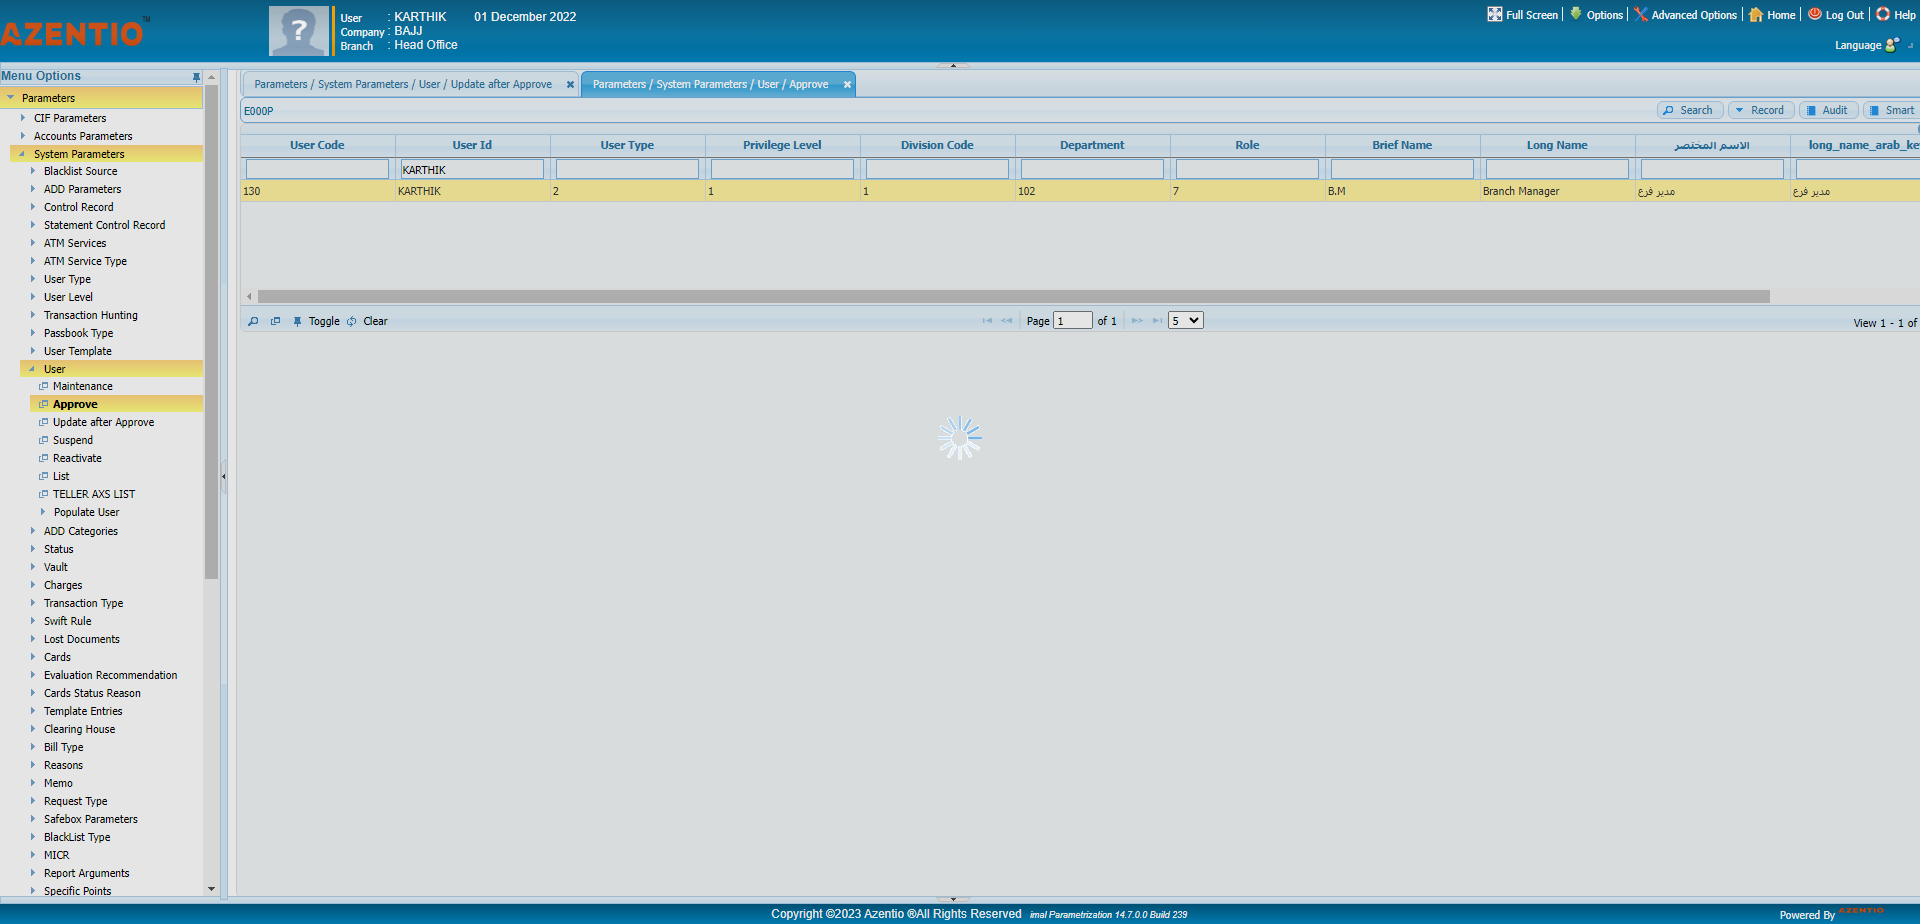 AZENTIO™
User : KARTHIK 01 December 2022
Company : BAJJ
Branch : Head Office
Full Screen
Options
Advanced Options
Home
Log Out
Help
Language
Menu Options
Parameters
CIF Parameters
Accounts Parameters
System Parameters
Blacklist Source
ADD Parameters
Control Record
Statement Control Record
ATM Services
ATM Service Type
User Type
User Level
Transaction Hunting
Passbook Type
User Template
User
Maintenance
Approve
Update after Approve
Suspend
Reactivate
List
TELLER AXS LIST
Populate User
ADD Categories
Status
Vault
Charges
Transaction Type
Swift Rule
Lost Documents
Cards
Evaluation Recommendation
Cards Status Reason
Template Entries
Clearing House
Bill Type
Reasons
Memo
Request Type
Safebox Parameters
BlackList Type
MICR
Report Arguments
Specific Points
Parameters / System Parameters / User / Update after Approve
Parameters / System Parameters / User / Approve
E000P
Search
Record
Audit
Smart
User Code User Id User Type Privilege Level Division Code Department Role Brief Name Long Name الاسم المختصر long_name_arab_ke
KARTHIK
130 KARTHIK 2 1 1 102 7 B.M Branch Manager مدير فرع مدير فرع
Toggle Clear
Page 1 of 1
5
View 1 - 1 of
Copyright ©2023 Azentio ®All Rights Reserved imal Parametrization 14.7.0.0 Build 239
Powered By AZENTIO